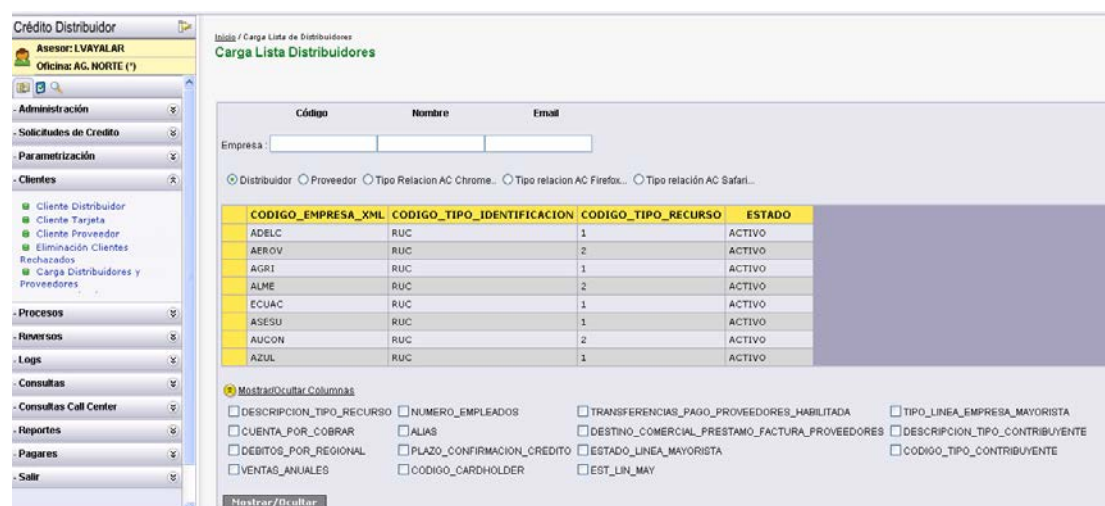 Crédito Distribuidor
Asesor: LVAYALAR
Oficina: AG. NORTE (*)
- Administración
- Solicitudes de Credito
- Parametrización
- Clientes
Cliente Distribuidor
Cliente Tarjeta
Cliente Proveedor
Eliminación Clientes
Rechazados
Carga Distribuidores y
Proveedores
- Procesos
- Reversos
- Logs
- Consultas
- Consultas Call Center
- Reportes
- Pagares
- Salir
Inicio / Carga Lista de Distribuidores
Carga Lista Distribuidores
Código Nombre Email
Empresa :
Distribuidor Proveedor Tipo Relacion AC Chrome.. Tipo relacion AC Firefox... Tipo relación AC Safari...
CODIGO_EMPRESA_XML CODIGO_TIPO_IDENTIFICACION CODIGO_TIPO_RECURSO ESTADO
ADELC RUC 1 ACTIVO
AEROV RUC 2 ACTIVO
AGRI RUC 1 ACTIVO
ALME RUC 2 ACTIVO
ECUAC RUC 1 ACTIVO
ASESU RUC 1 ACTIVO
AUCON RUC 2 ACTIVO
AZUL RUC 1 ACTIVO
Mostrar/Ocultar Columnas
DESCRIPCION_TIPO_RECURSO NUMERO_EMPLEADOS TRANSFERENCIAS_PAGO_PROVEEDORES_HABILITADA TIPO_LINEA_EMPRESA_MAYORISTA
CUENTA_POR_COBRAR ALIAS DESTINO_COMERCIAL_PRESTAMO_FACTURA_PROVEEDORES DESCRIPCION_TIPO_CONTRIBUYENTE
DEBITOS_POR_REGIONAL PLAZO_CONFIRMACION_CREDITO ESTADO_LINEA_MAYORISTA CODIGO_TIPO_CONTRIBUYENTE
VENTAS_ANUALES CODIGO_CARDHOLDER EST_LIN_MAY
Mostrar/Ocultar